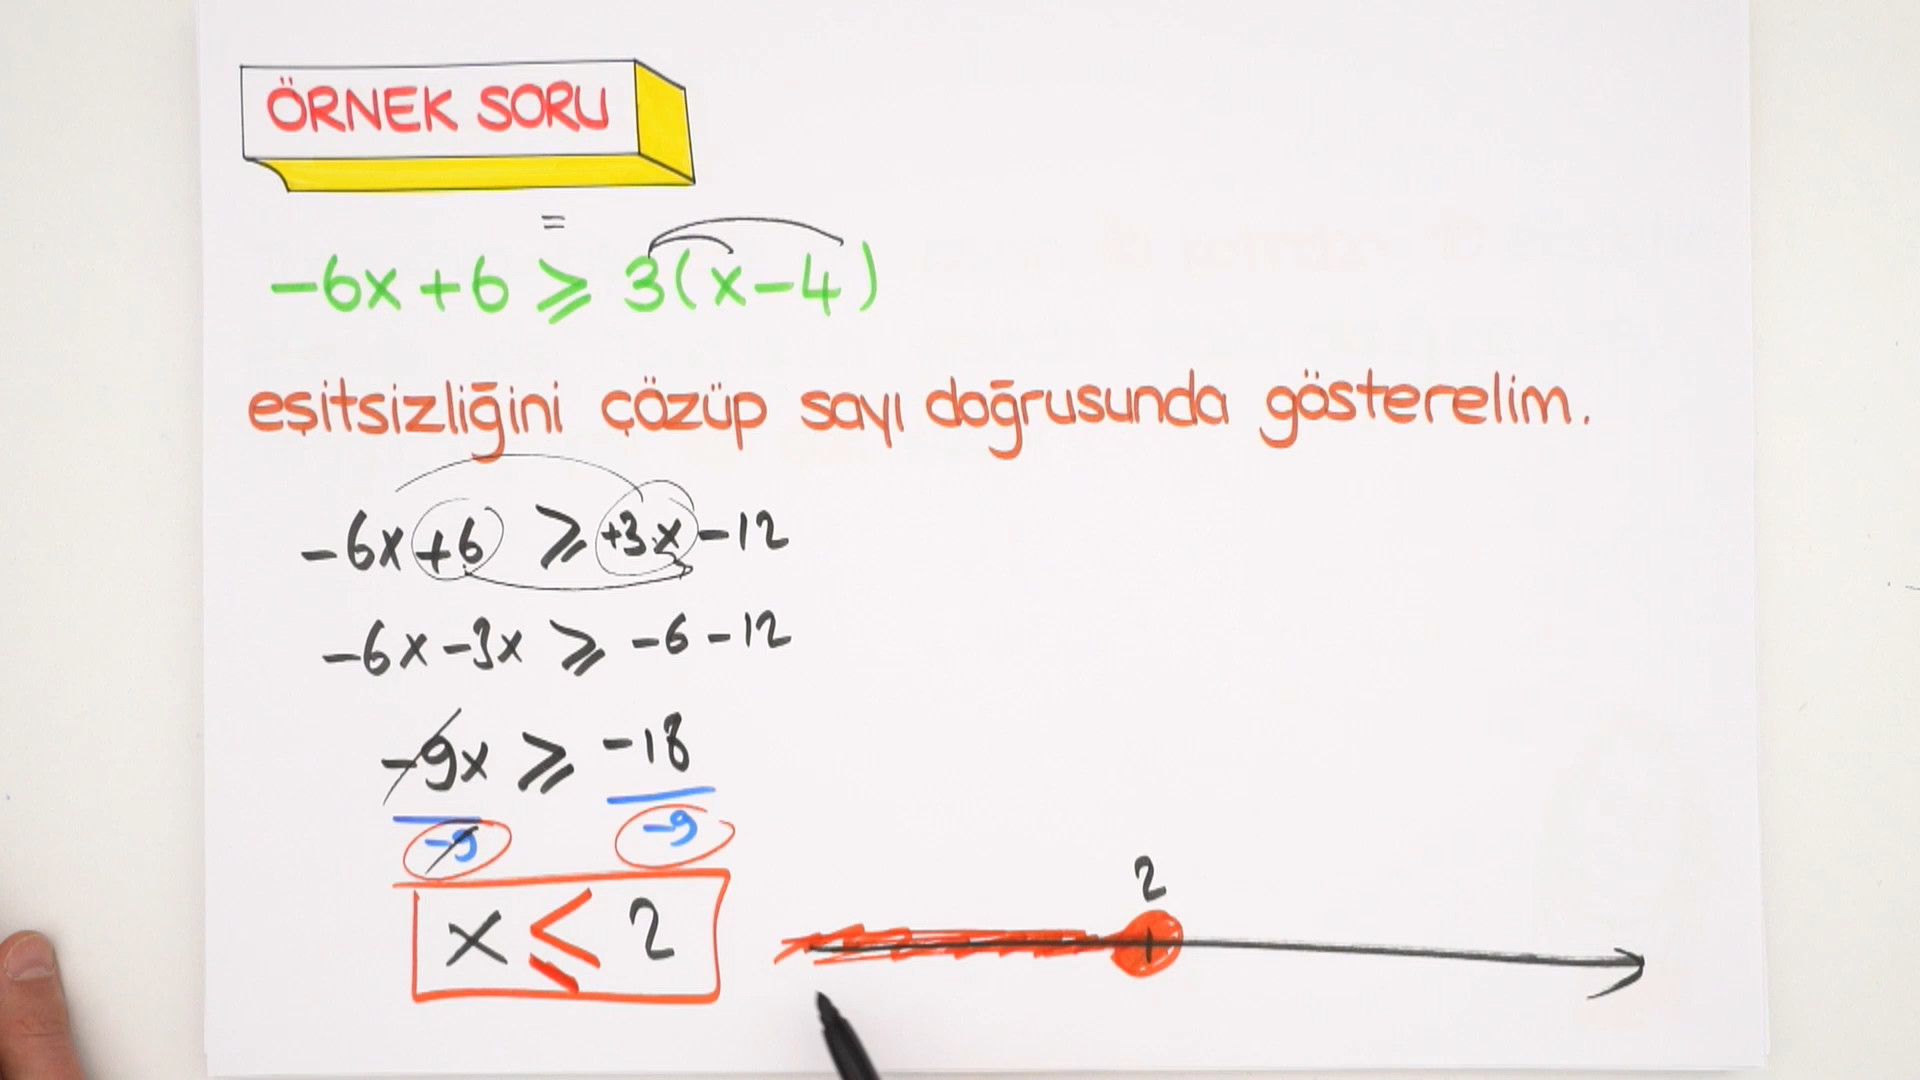 ÖRNEK SORU
=
-6x+6 ⩾ 3(x-4)
eşitsizliğini çözüp sayı doğrusunda gösterelim.
-6x+6 ⩾ +3x-12
-6x-3x ⩾ -6-12
-9x ⩾ -18
-9 -9
x ⩽ 2
2